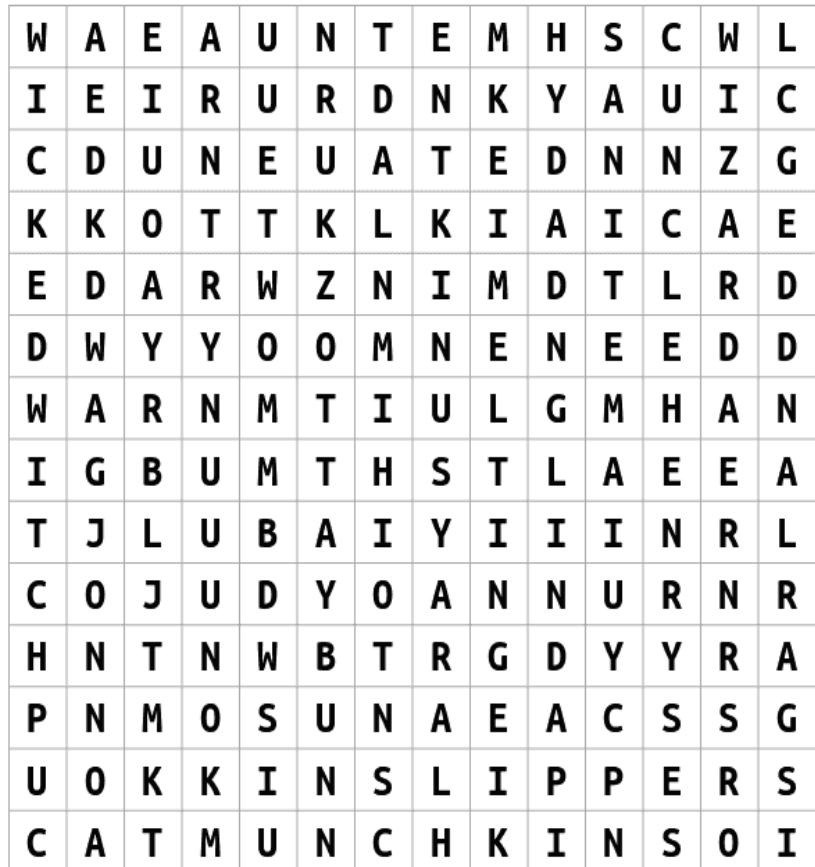 W A E A U N T E M H S C W L
I E I R U R D N K Y A U I C
C D U N E U A T E D N N Z G
K K O T T K L K I A I C A E
E D A R W Z N I M D T L R D
D W Y Y O O M N E N E E D D
W A R N M T I U L G M H A N
I G B U M T H S T L A E E A
T J L U B A I Y I I I N R L
C O J U D Y O A N N U R N R
H N T N W B T R G D Y Y R A
P N M O S U N A E A C S S G
U O K K I N S L I P P E R S
C A T M U N C H K I N S O I